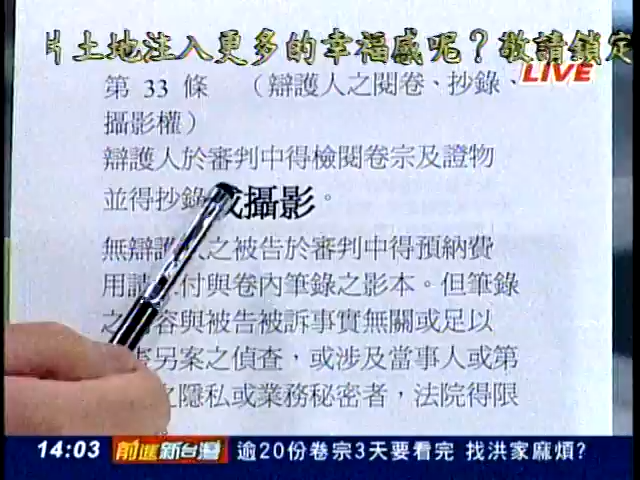 片土地注入更多的幸福感呢？敬請鎖定
LIVE
第 33 條 （辯護人之閱卷、抄錄、
攝影權）
辯護人於審判中得檢閱卷宗及證物
並得抄錄或攝影。
無辯護人之被告於審判中得預納費
用請 付與卷內筆錄之影本。但筆錄
之 容與被告被訴事實無關或足以
另案之偵查，或涉及當事人或第
之隱私或業務秘密者，法院得限
14:03 前進新台灣 逾20份卷宗3天要看完 找洪家麻煩?